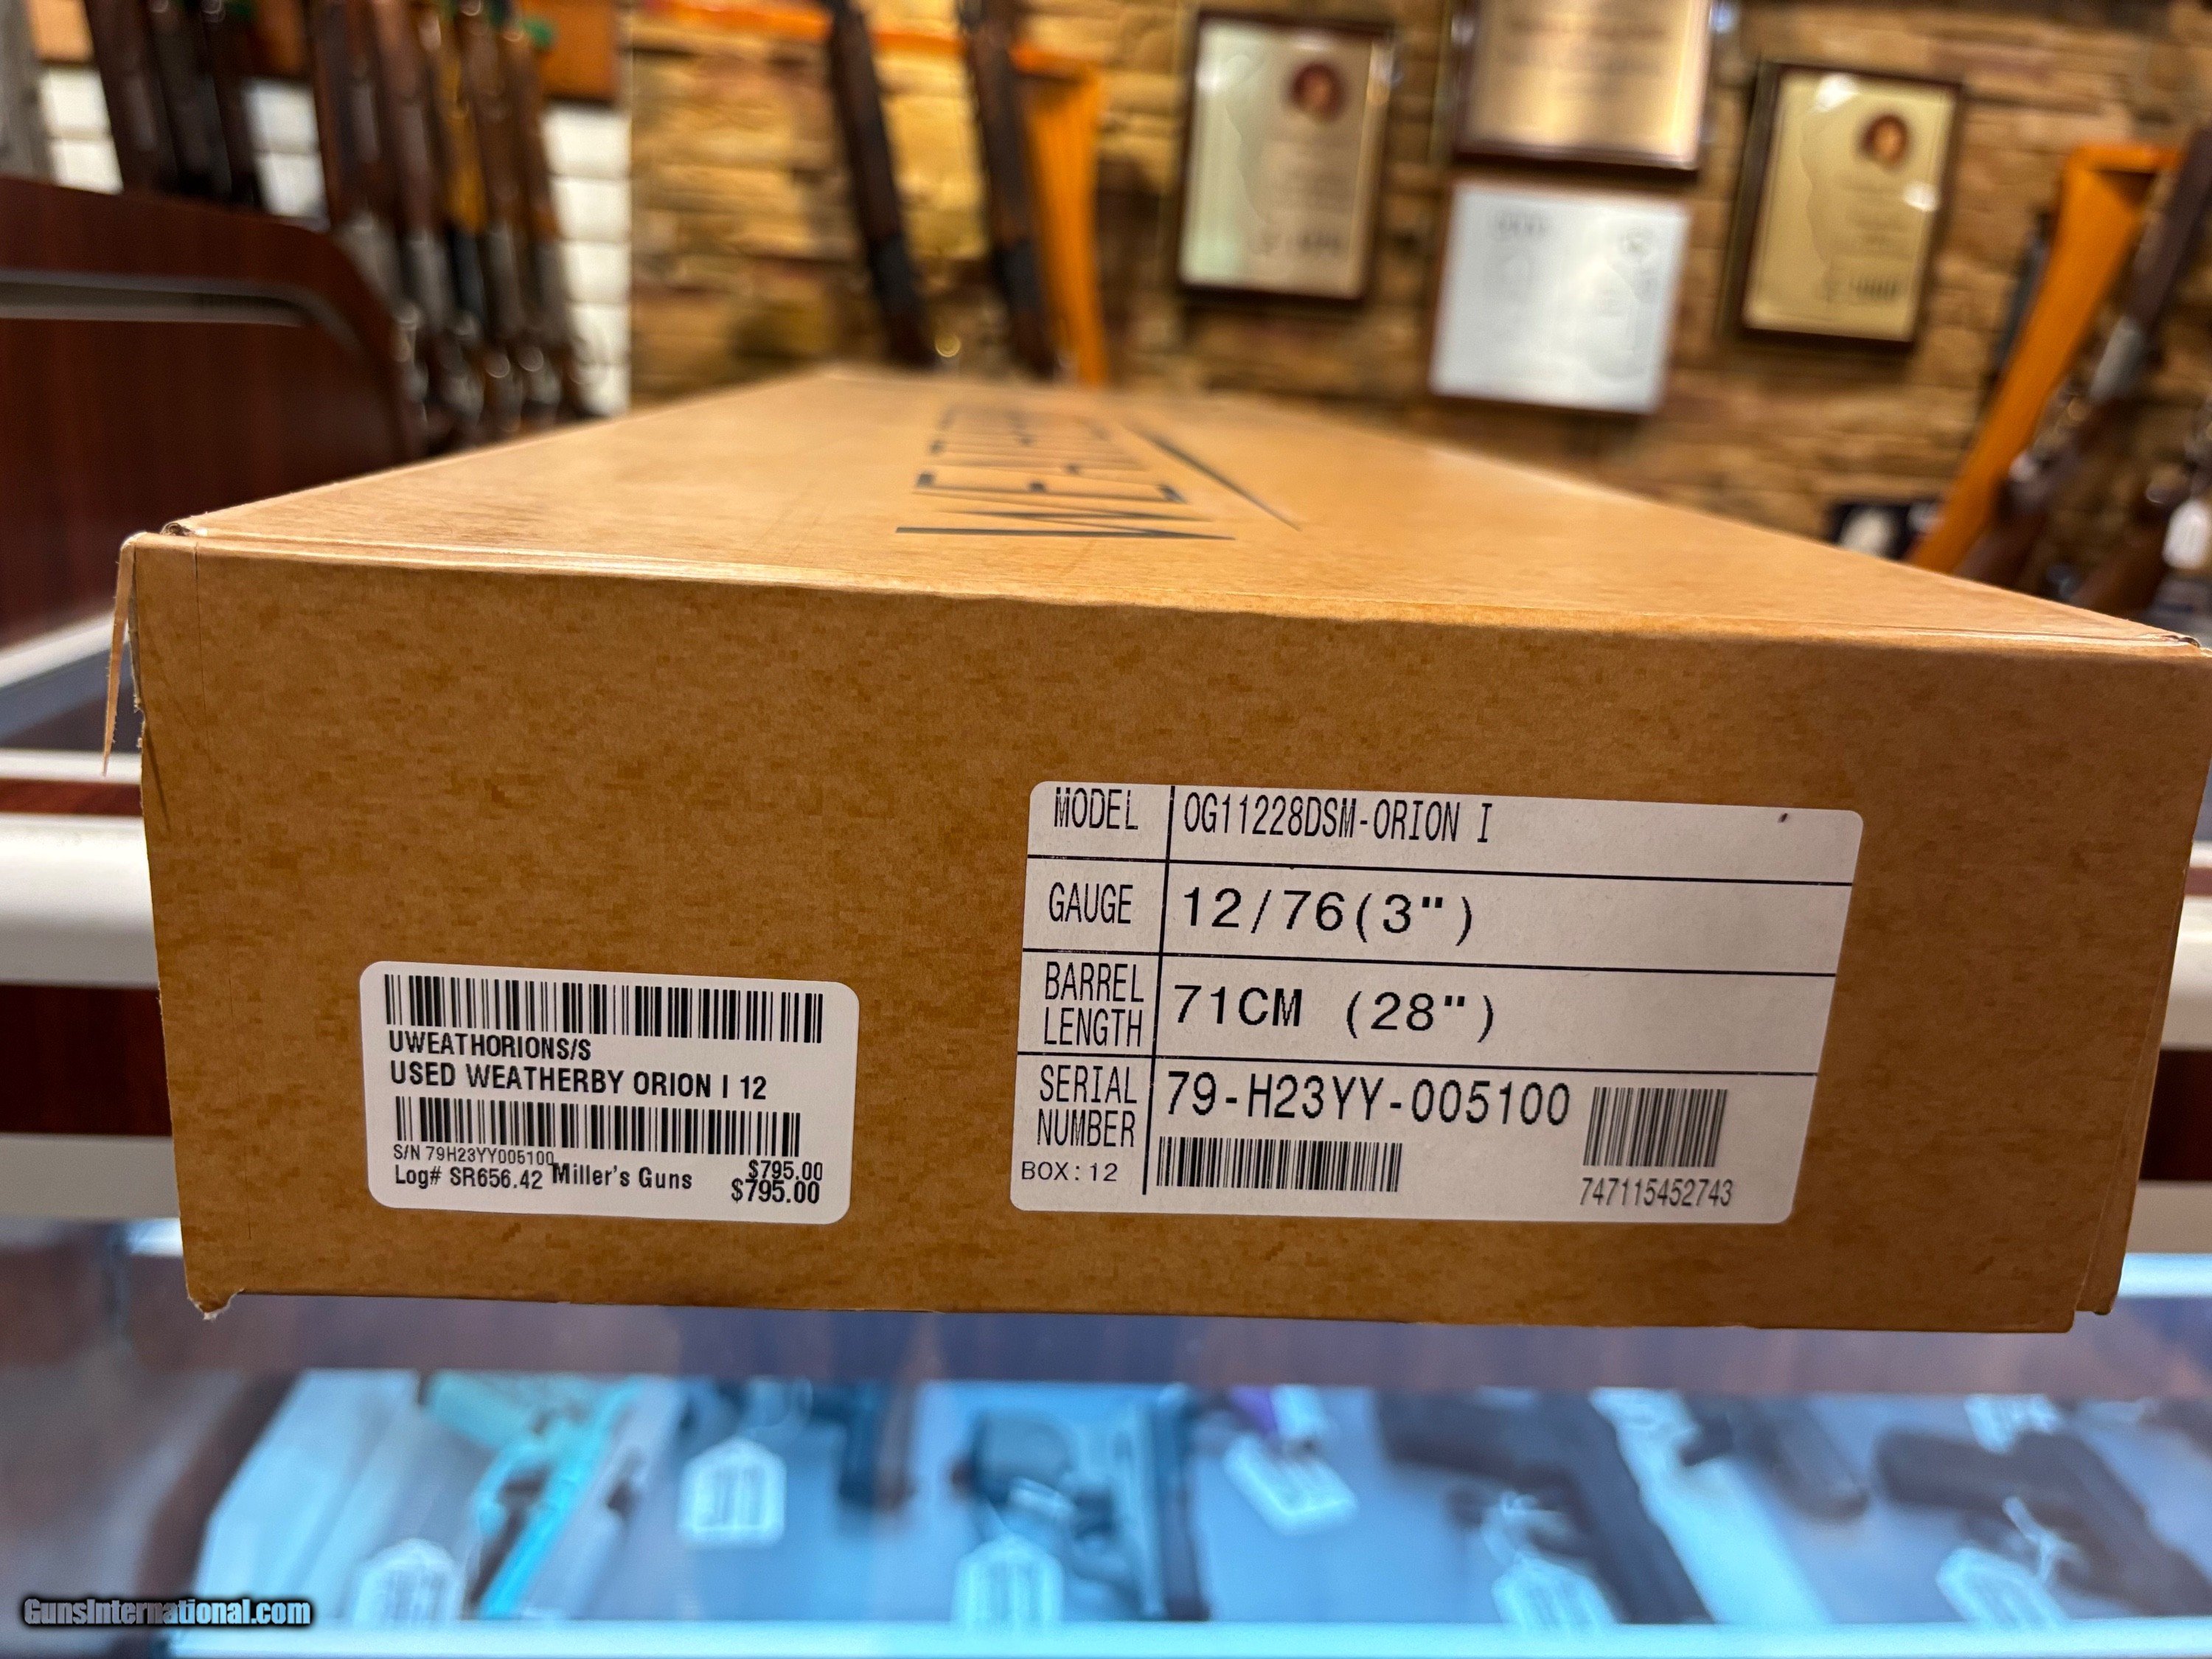 WEATHERBY
MODEL OG11228DSM-ORION I
GAUGE 12/76(3")
BARREL LENGTH 71CM (28")
SERIAL NUMBER 79-H23YY-005100
BOX: 12
747115452743
UWEATHORIONS/S
USED WEATHERBY ORION I 12
S/N 79H23YY005100
$795.00
Log# SR656.42 Miller's Guns $795.00
GunsInternational.com